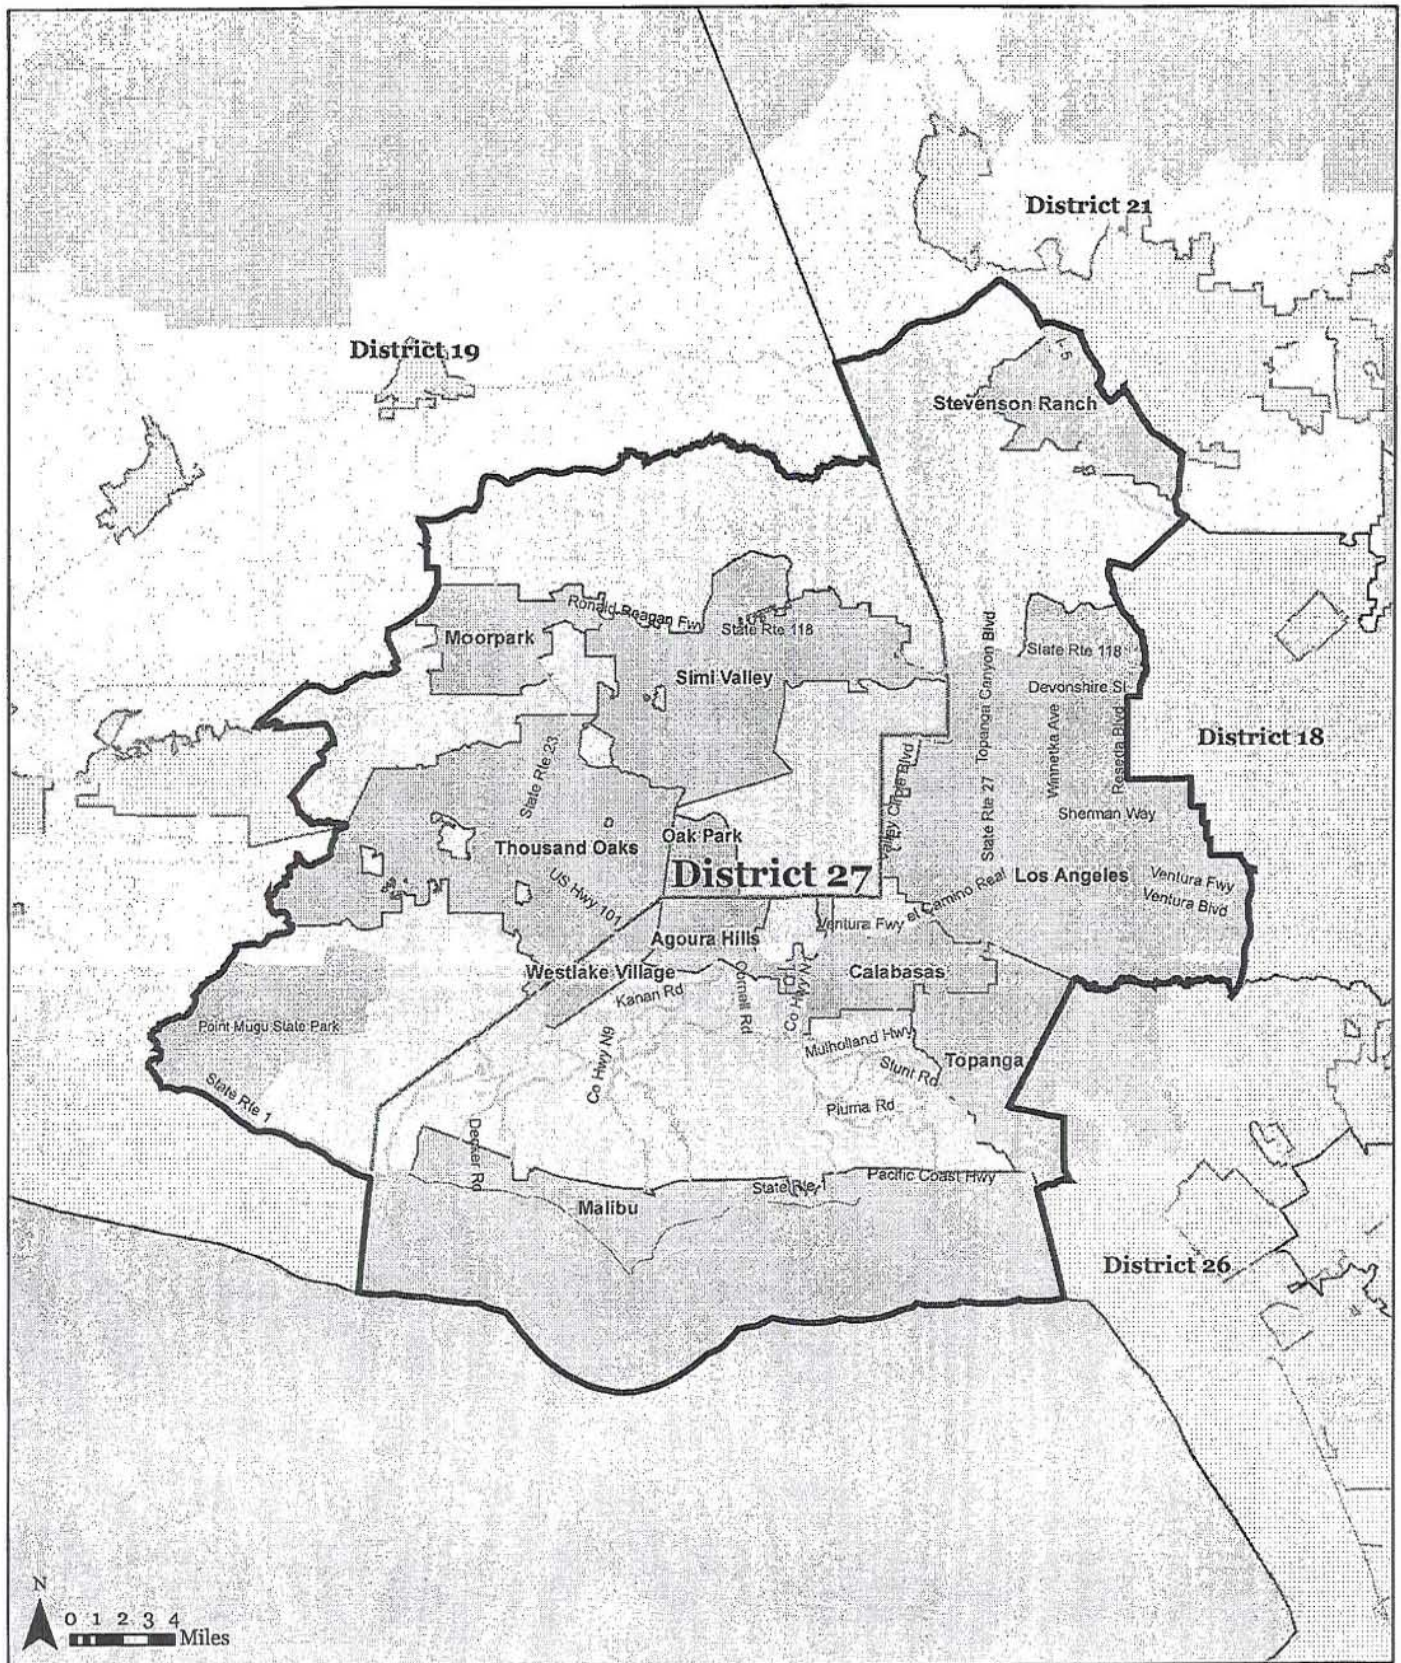 District 21
District 19
I-5
Stevenson Ranch
Ronald Reagan Fwy
State Rte 118
Moorpark
Simi Valley
State Rte 118
Devonshire St
Topanga Canyon Blvd
State Rte 27
Winnetka Ave
Reseda Blvd
District 18
State Rte 23
Valley Circle Blvd
Sherman Way
Oak Park
Thousand Oaks
District 27
Los Angeles
Ventura Fwy
Ventura Blvd
US Hwy 101
el Camino Real
Ventura Fwy
Agoura Hills
Westlake Village
Calabasas
Kanan Rd
Cornell Rd
Co Hwy N
Point Mugu State Park
Mulholland Hwy
Topanga
Stunt Rd
Co Hwy N9
State Rte 1
Piuma Rd
Decker Rd
State Rte 1
Pacific Coast Hwy
Malibu
District 26
N
0 1 2 3 4
Miles